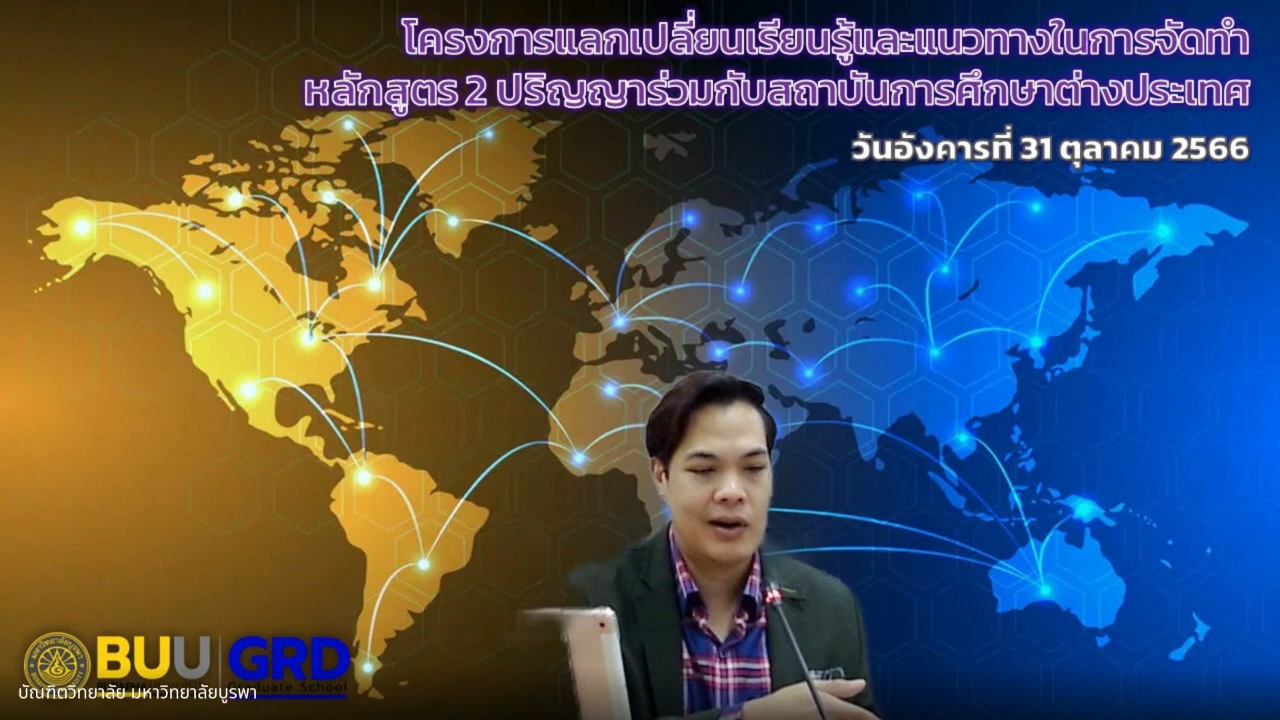 โครงการแลกเปลี่ยนเรียนรู้และแนวทางในการจัดทำ
หลักสูตร 2 ปริญญาร่วมกับสถาบันการศึกษาต่างประเทศ
วันอังคารที่ 31 ตุลาคม 2566
BUU GRD
Graduate School
บัณฑิตวิทยาลัย มหาวิทยาลัยบูรพา